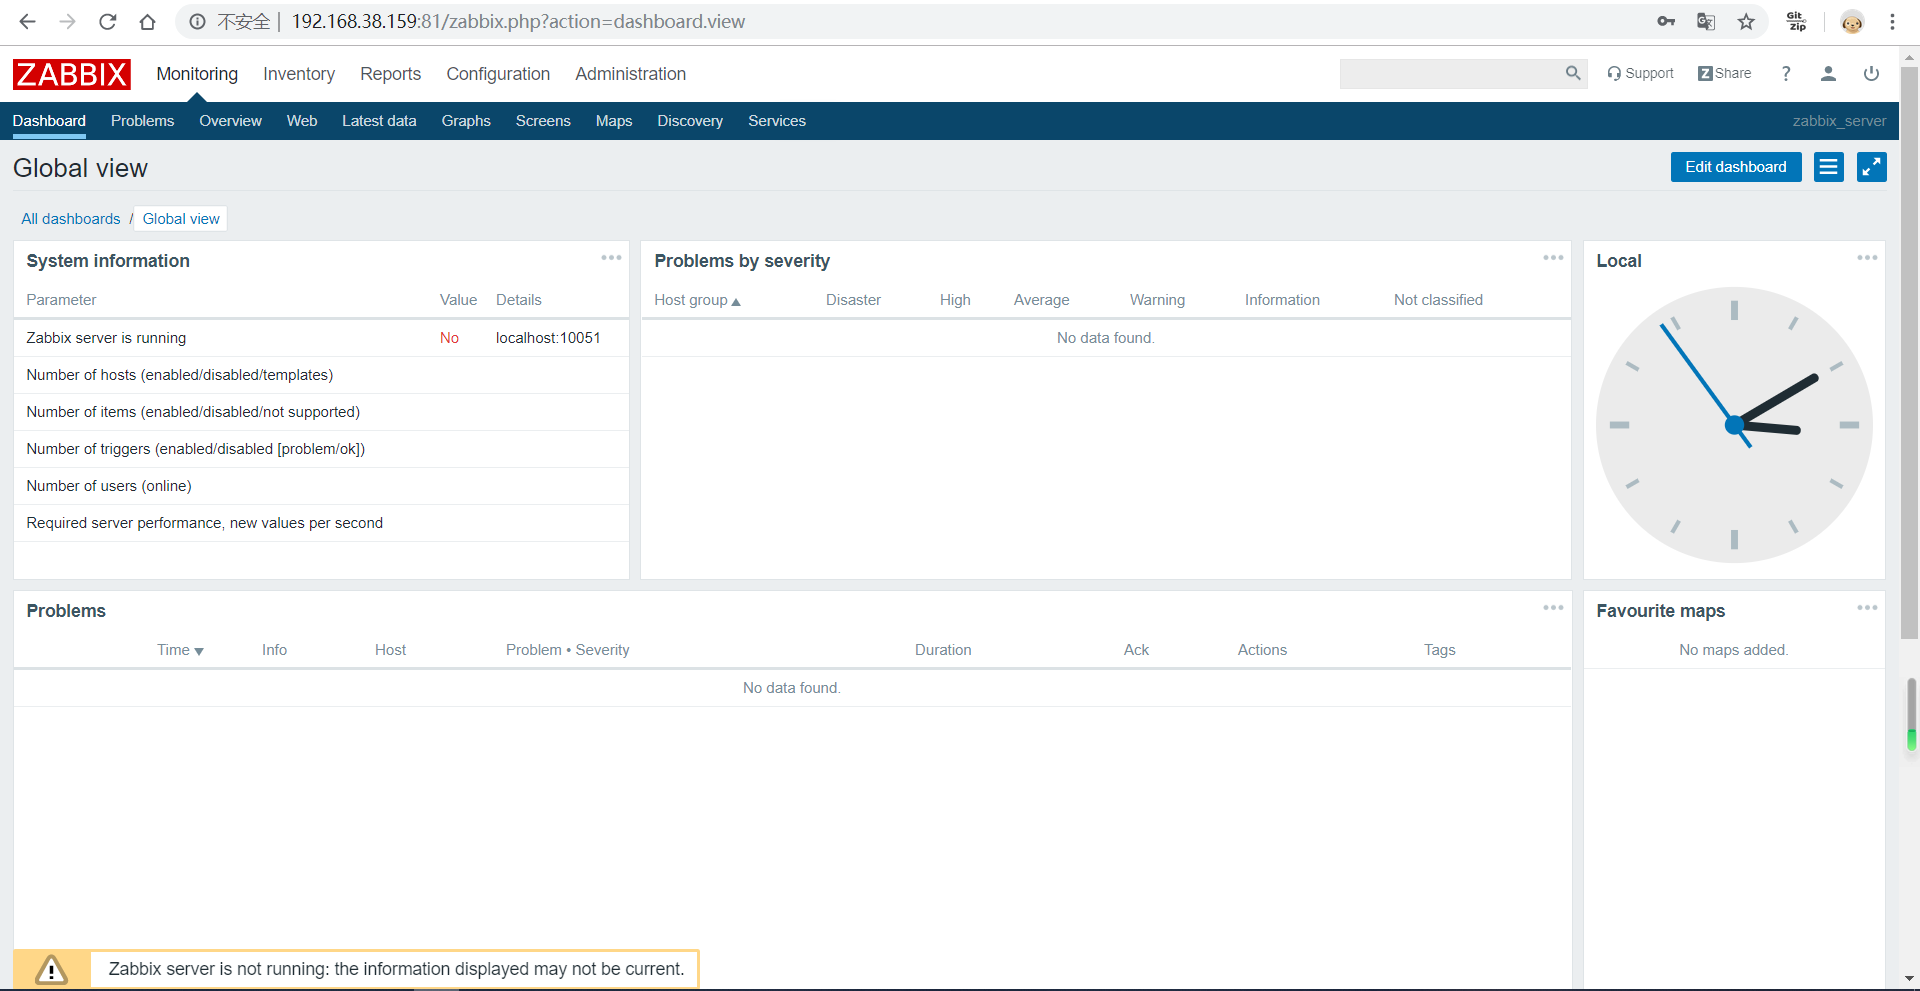 不安全 | 192.168.38.159:81/zabbix.php?action=dashboard.view
Git
Zip
ZABBIX Monitoring Inventory Reports Configuration Administration Support Z Share ?
Dashboard Problems Overview Web Latest data Graphs Screens Maps Discovery Services zabbix_server
Global view Edit dashboard
All dashboards / Global view
System information
Parameter Value Details
Zabbix server is running No localhost:10051
Number of hosts (enabled/disabled/templates)
Number of items (enabled/disabled/not supported)
Number of triggers (enabled/disabled [problem/ok])
Number of users (online)
Required server performance, new values per second
Problems by severity
Host group ▲ Disaster High Average Warning Information Not classified
No data found.
Local
Problems
Time ▼ Info Host Problem • Severity Duration Ack Actions Tags
No data found.
Favourite maps
No maps added.
Zabbix server is not running: the information displayed may not be current.